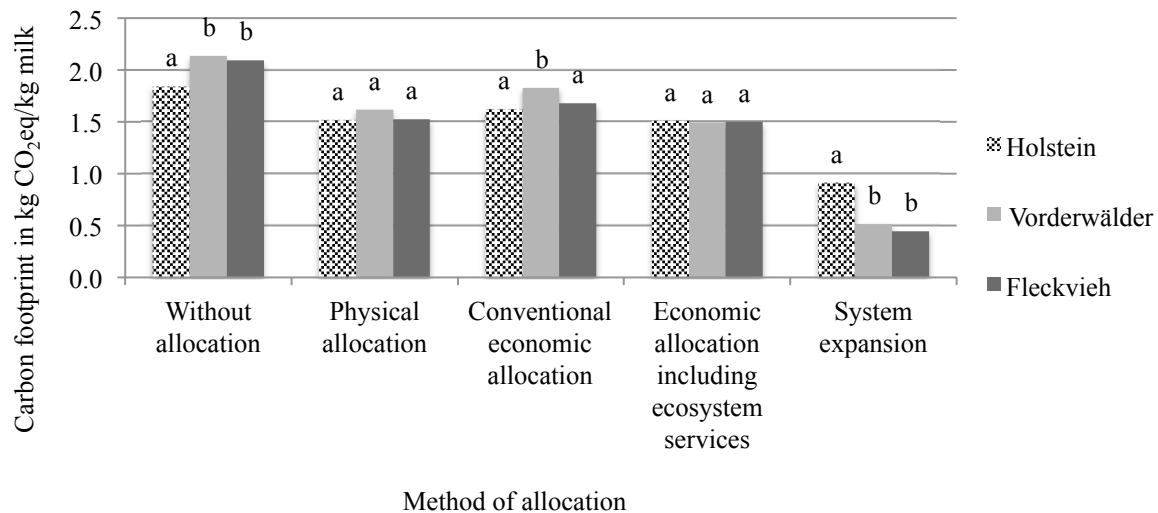 Carbon footprint in kg CO₂eq/kg milk
2.5
2.0
1.5
1.0
0.5
0.0
a b b
a a a
a b a
a a a
a b b
Without
allocation
Physical
allocation
Conventional
economic
allocation
Economic
allocation
including
ecosystem
services
System
expansion
Method of allocation
Holstein
Vorderwälder
Fleckvieh